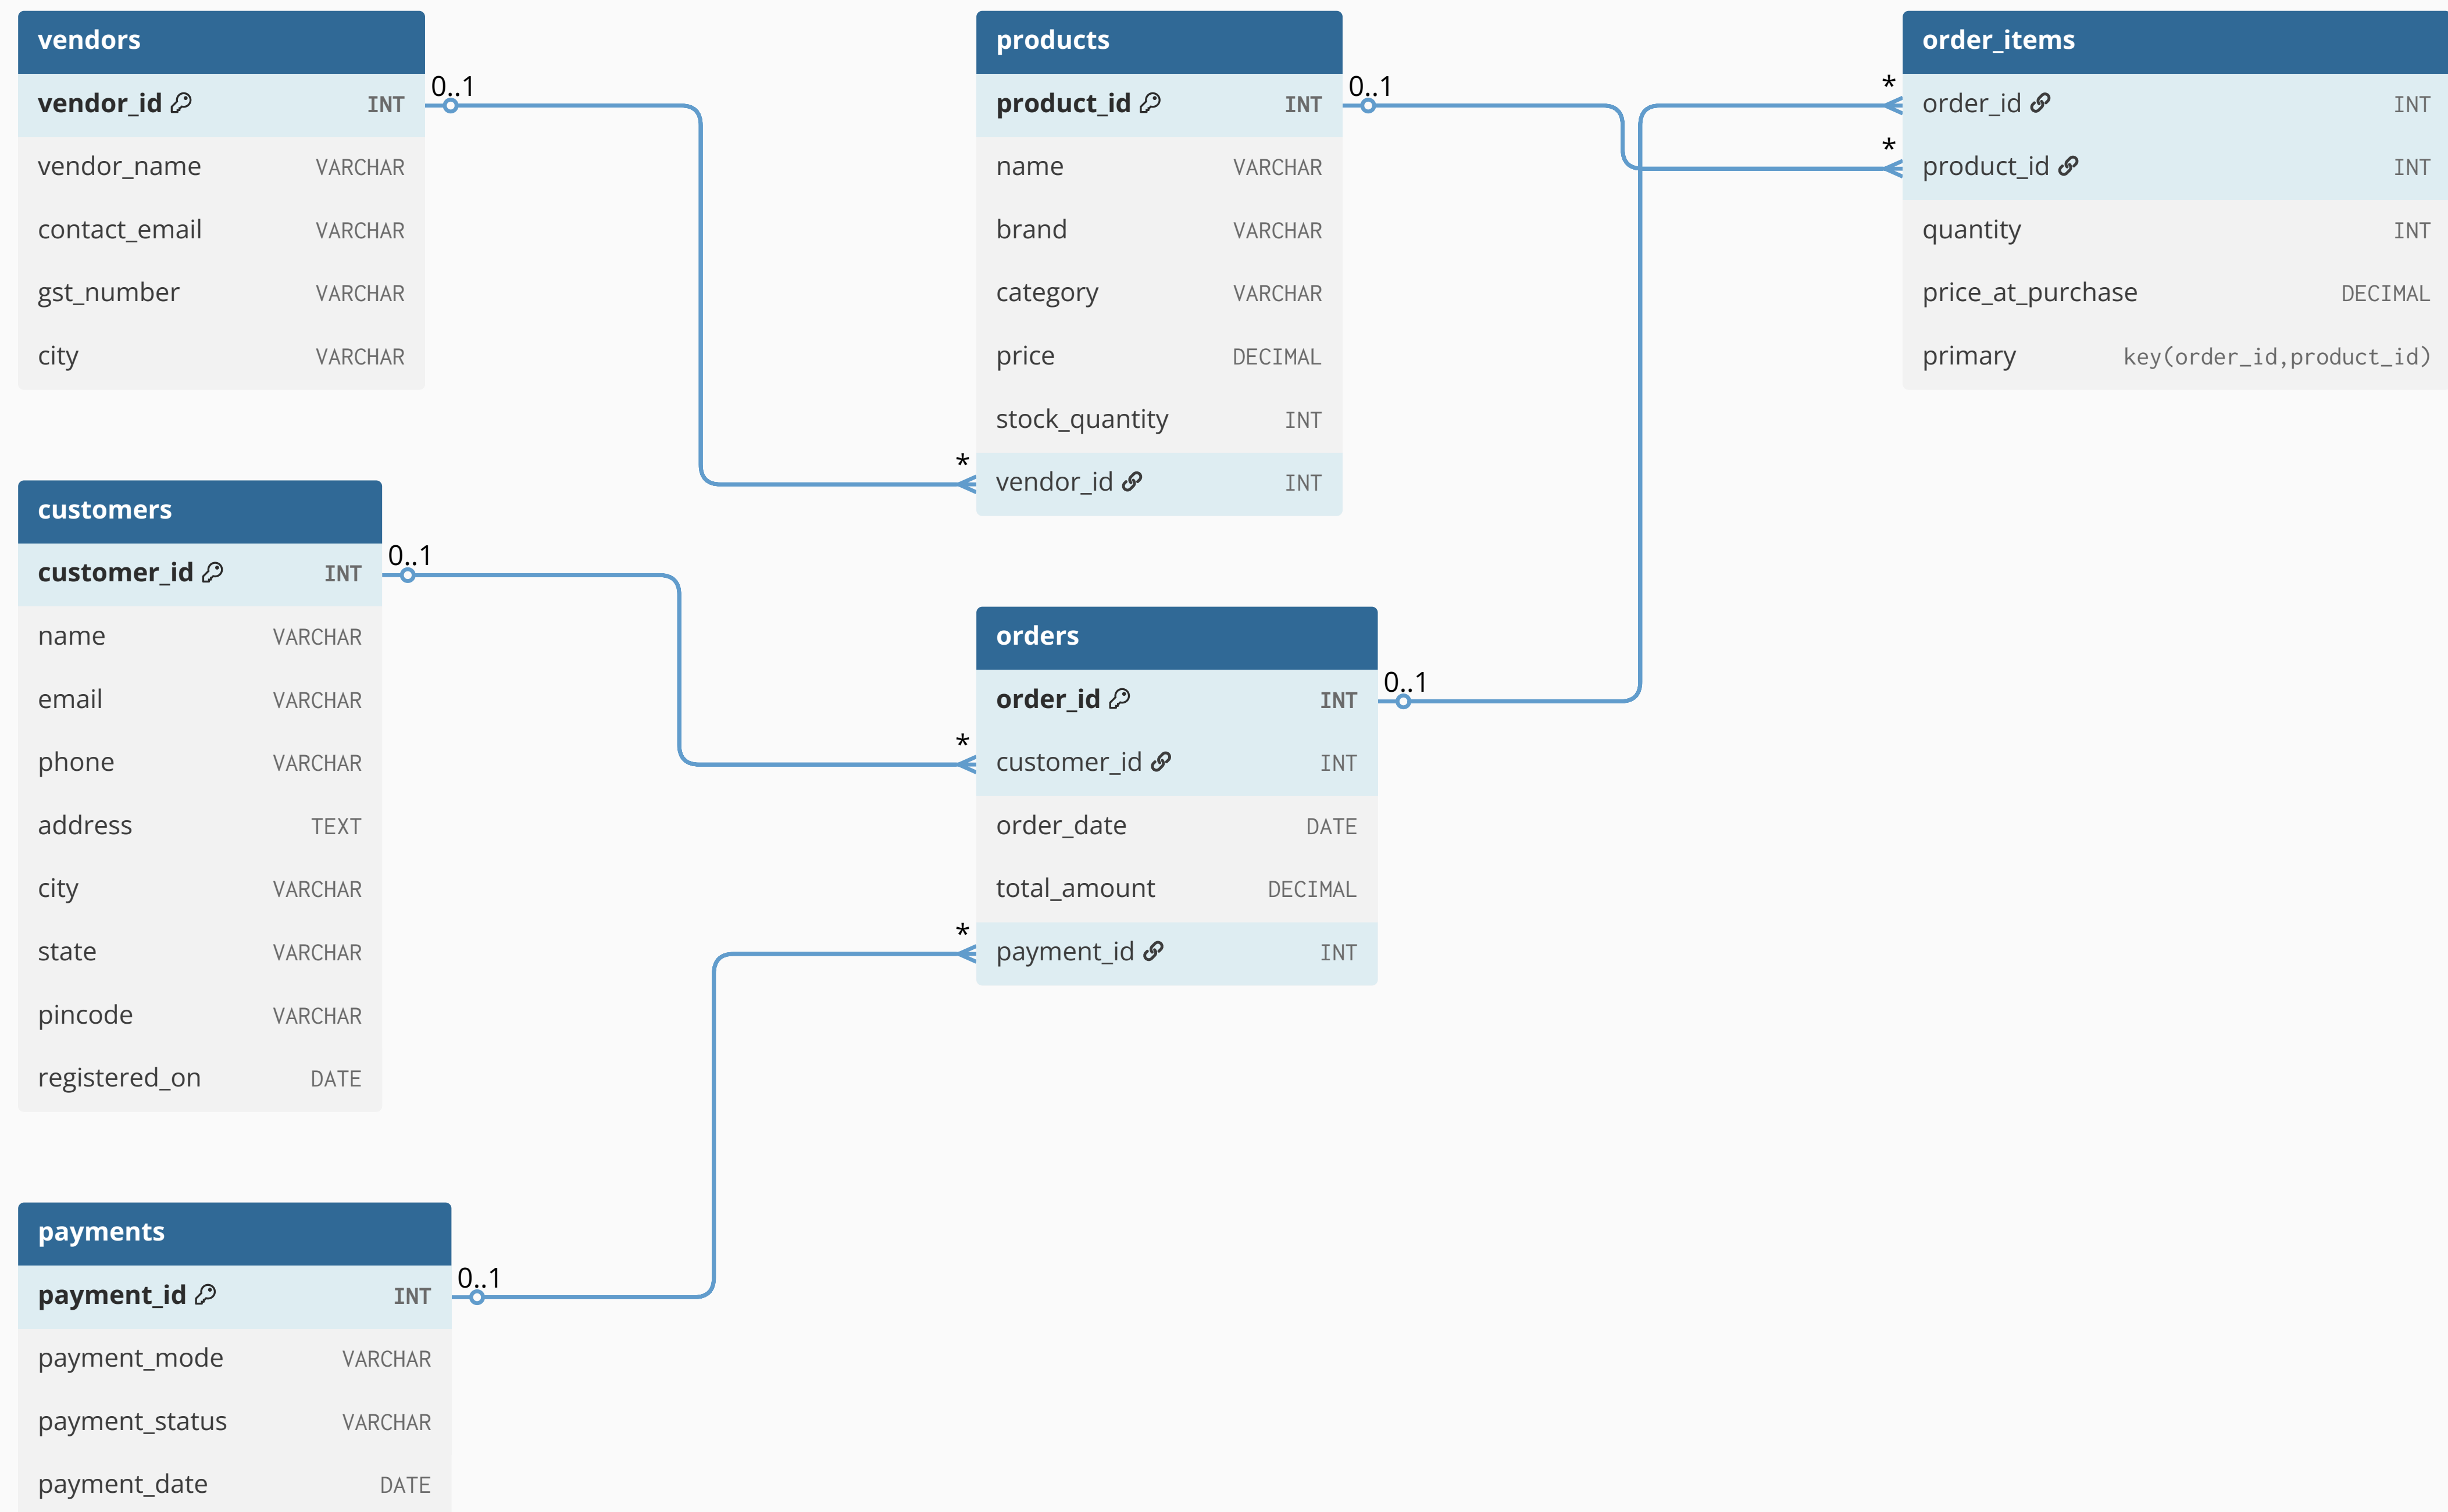 vendors
vendor_id INT
vendor_name VARCHAR
contact_email VARCHAR
gst_number VARCHAR
city VARCHAR
0..1
products
product_id INT
name VARCHAR
brand VARCHAR
category VARCHAR
price DECIMAL
stock_quantity INT
vendor_id INT
0..1
*
order_items
order_id INT
product_id INT
quantity INT
price_at_purchase DECIMAL
primary key(order_id,product_id)
*
*
customers
customer_id INT
name VARCHAR
email VARCHAR
phone VARCHAR
address TEXT
city VARCHAR
state VARCHAR
pincode VARCHAR
registered_on DATE
0..1
orders
order_id INT
customer_id INT
order_date DATE
total_amount DECIMAL
payment_id INT
0..1
*
*
payments
payment_id INT
payment_mode VARCHAR
payment_status VARCHAR
payment_date DATE
0..1